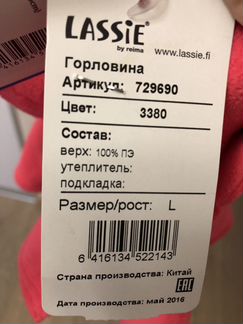 LASSIE
by reima
www.lassie.fi
Горловина
Артикул: 729690
Цвет: 3380
Состав:
верх: 100% ПЭ
утеплитель:
подкладка:
Размер/рост: L
6 416134 522143
Страна производства: Китай
EAC
Дата производства: май 2016